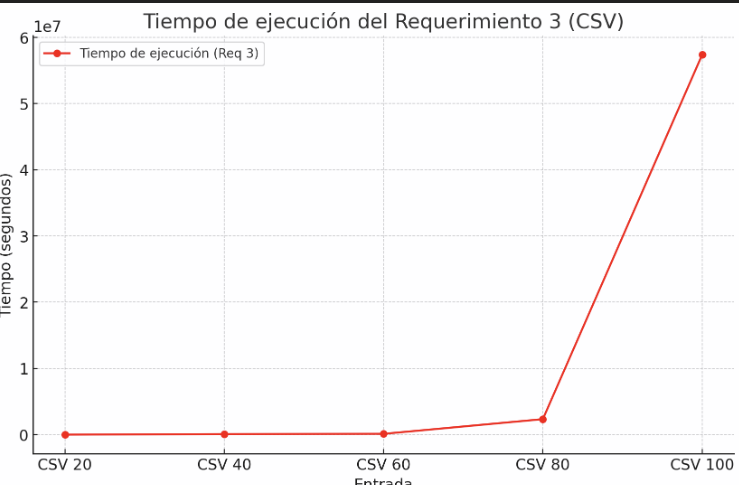 Tiempo de ejecución del Requerimiento 3 (CSV)
1e7
Tiempo de ejecución (Req 3)
6
5
4
3
2
1
0
Tiempo (segundos)
CSV 20 CSV 40 CSV 60 CSV 80 CSV 100
Entrada